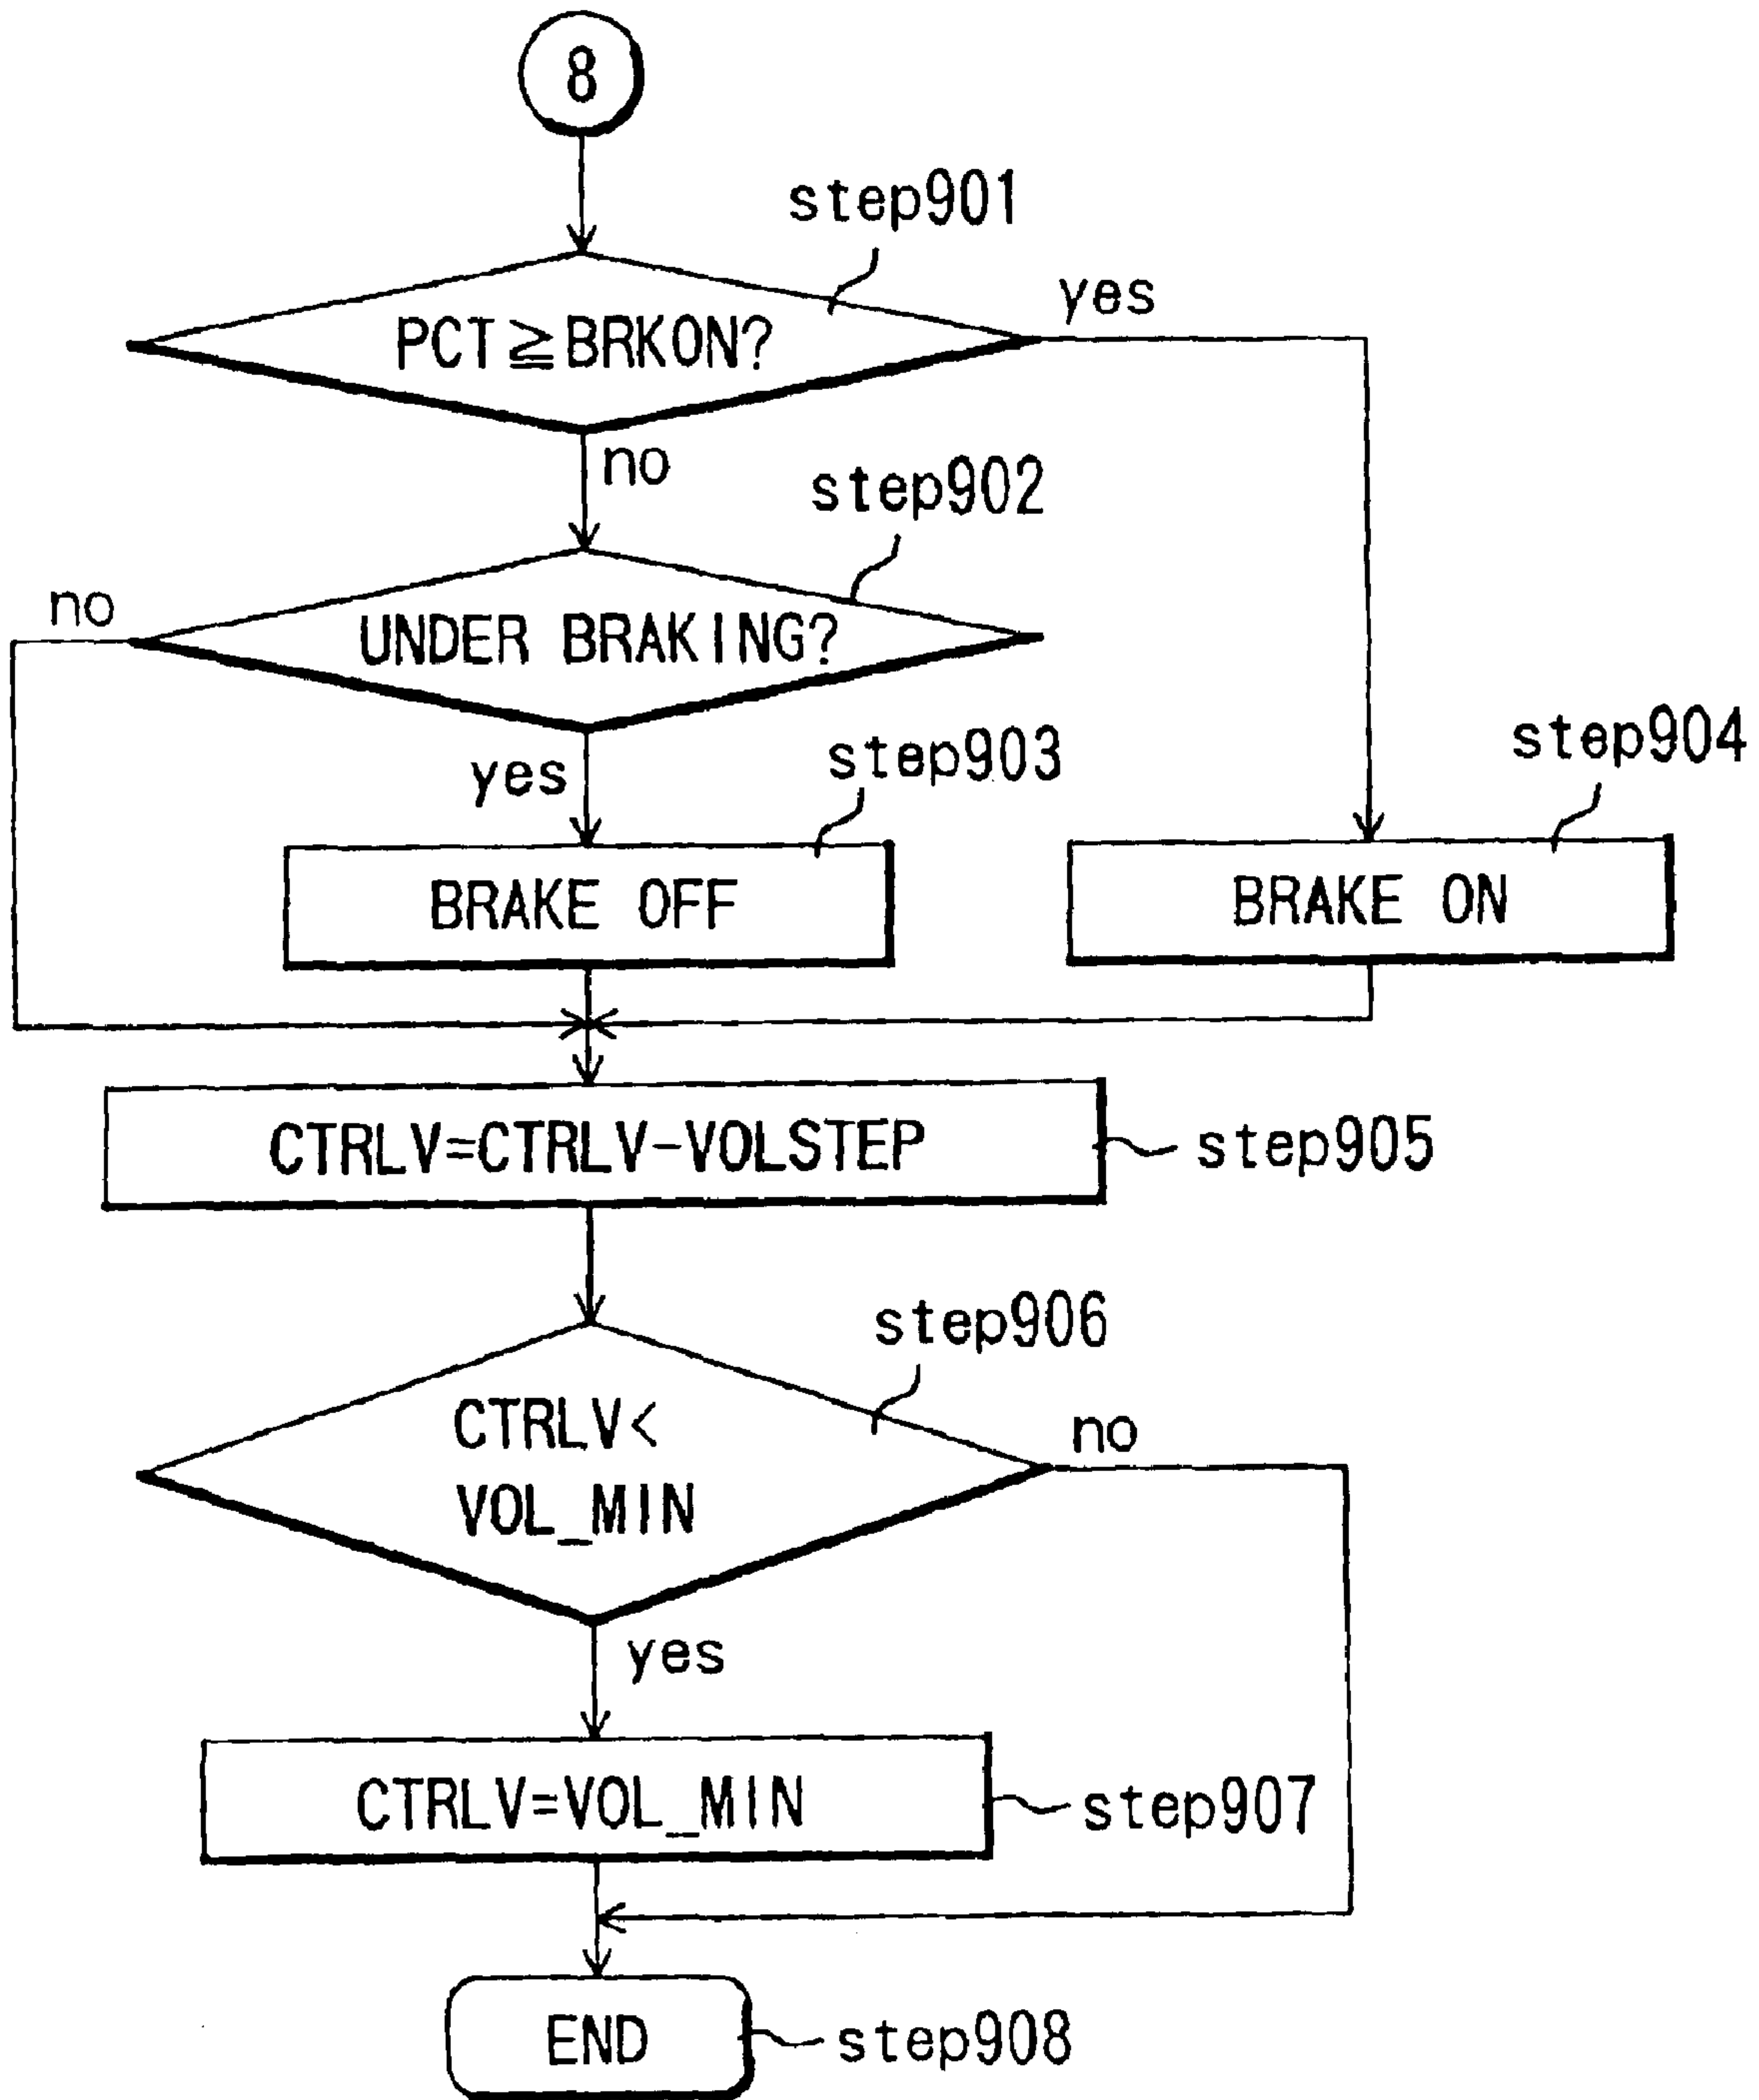 8
step901
yes
PCT≧BRKON?
no
step902
no
UNDER BRAKING?
step903
step904
yes
BRAKE OFF
BRAKE ON
CTRLV=CTRLV-VOLSTEP
step905
step906
CTRLV<
no
VOL_MIN
yes
CTRLV=VOL_MIN
step907
END
step908